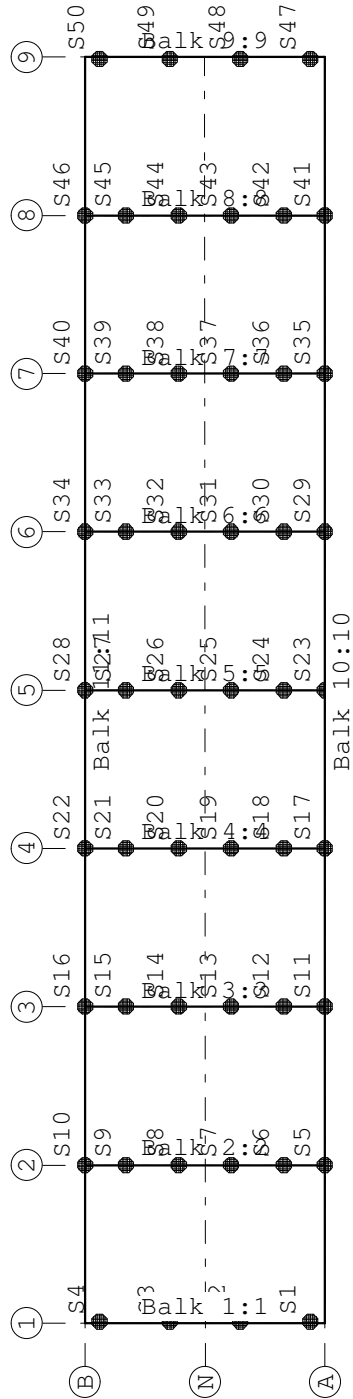 9 S50 S49 S48 S47
Balk 9:9
8 S46 S45 S44 S43 S42 S41
Balk 8:8
7 S40 S39 S38 S37 S36 S35
Balk 7:7
6 S34 S33 S32 S31 S30 S29
Balk 6:6
5 S28 S27 S26 S25 S24 S23
Balk 5:5
Balk 11:11
Balk 10:10
4 S22 S21 S20 S19 S18 S17
Balk 4:4
3 S16 S15 S14 S13 S12 S11
Balk 3:3
2 S10 S9 S8 S7 S6 S5
Balk 2:2
1 S4 S1
Balk 1:1
B N A